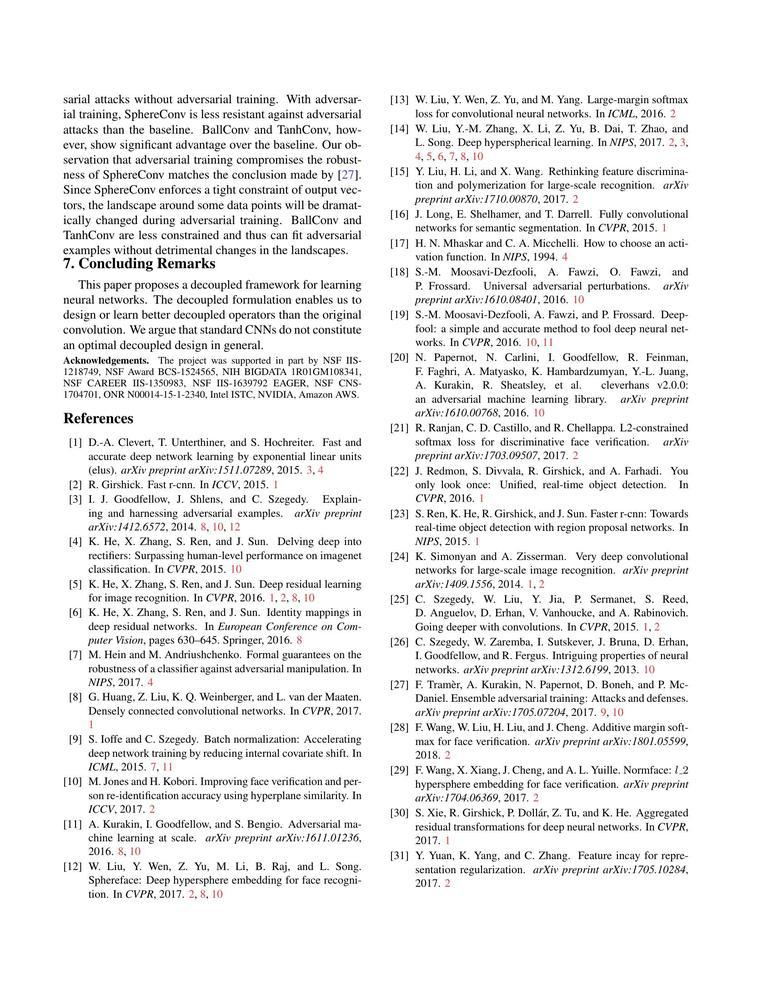 sarial attacks without adversarial training. With adversar-
ial training, SphereConv is less resistant against adversarial
attacks than the baseline. BallConv and TanhConv, how-
ever, show significant advantage over the baseline. Our ob-
servation that adversarial training compromises the robust-
ness of SphereConv matches the conclusion made by [27].
Since SphereConv enforces a tight constraint of output vec-
tors, the landscape around some data points will be dramat-
ically changed during adversarial training. BallConv and
TanhConv are less constrained and thus can fit adversarial
examples without detrimental changes in the landscapes.
7. Concluding Remarks
This paper proposes a decoupled framework for learning
neural networks. The decoupled formulation enables us to
design or learn better decoupled operators than the original
convolution. We argue that standard CNNs do not constitute
an optimal decoupled design in general.
Acknowledgements. The project was supported in part by NSF IIS-
1218749, NSF Award BCS-1524565, NIH BIGDATA 1R01GM108341,
NSF CAREER IIS-1350983, NSF IIS-1639792 EAGER, NSF CNS-
1704701, ONR N00014-15-1-2340, Intel ISTC, NVIDIA, Amazon AWS.
References
[1] D.-A. Clevert, T. Unterthiner, and S. Hochreiter. Fast and
accurate deep network learning by exponential linear units
(elus). arXiv preprint arXiv:1511.07289, 2015. 3, 4
[2] R. Girshick. Fast r-cnn. In ICCV, 2015. 1
[3] I. J. Goodfellow, J. Shlens, and C. Szegedy. Explain-
ing and harnessing adversarial examples. arXiv preprint
arXiv:1412.6572, 2014. 8, 10, 12
[4] K. He, X. Zhang, S. Ren, and J. Sun. Delving deep into
rectifiers: Surpassing human-level performance on imagenet
classification. In CVPR, 2015. 10
[5] K. He, X. Zhang, S. Ren, and J. Sun. Deep residual learning
for image recognition. In CVPR, 2016. 1, 2, 8, 10
[6] K. He, X. Zhang, S. Ren, and J. Sun. Identity mappings in
deep residual networks. In European Conference on Com-
puter Vision, pages 630–645. Springer, 2016. 8
[7] M. Hein and M. Andriushchenko. Formal guarantees on the
robustness of a classifier against adversarial manipulation. In
NIPS, 2017. 4
[8] G. Huang, Z. Liu, K. Q. Weinberger, and L. van der Maaten.
Densely connected convolutional networks. In CVPR, 2017.
1
[9] S. Ioffe and C. Szegedy. Batch normalization: Accelerating
deep network training by reducing internal covariate shift. In
ICML, 2015. 7, 11
[10] M. Jones and H. Kobori. Improving face verification and per-
son re-identification accuracy using hyperplane similarity. In
ICCV, 2017. 2
[11] A. Kurakin, I. Goodfellow, and S. Bengio. Adversarial ma-
chine learning at scale. arXiv preprint arXiv:1611.01236,
2016. 8, 10
[12] W. Liu, Y. Wen, Z. Yu, M. Li, B. Raj, and L. Song.
Sphereface: Deep hypersphere embedding for face recogni-
tion. In CVPR, 2017. 2, 8, 10
[13] W. Liu, Y. Wen, Z. Yu, and M. Yang. Large-margin softmax
loss for convolutional neural networks. In ICML, 2016. 2
[14] W. Liu, Y.-M. Zhang, X. Li, Z. Yu, B. Dai, T. Zhao, and
L. Song. Deep hyperspherical learning. In NIPS, 2017. 2, 3,
4, 5, 6, 7, 8, 10
[15] Y. Liu, H. Li, and X. Wang. Rethinking feature discrimina-
tion and polymerization for large-scale recognition. arXiv
preprint arXiv:1710.00870, 2017. 2
[16] J. Long, E. Shelhamer, and T. Darrell. Fully convolutional
networks for semantic segmentation. In CVPR, 2015. 1
[17] H. N. Mhaskar and C. A. Micchelli. How to choose an acti-
vation function. In NIPS, 1994. 4
[18] S.-M. Moosavi-Dezfooli, A. Fawzi, O. Fawzi, and
P. Frossard. Universal adversarial perturbations. arXiv
preprint arXiv:1610.08401, 2016. 10
[19] S.-M. Moosavi-Dezfooli, A. Fawzi, and P. Frossard. Deep-
fool: a simple and accurate method to fool deep neural net-
works. In CVPR, 2016. 10, 11
[20] N. Papernot, N. Carlini, I. Goodfellow, R. Feinman,
F. Faghri, A. Matyasko, K. Hambardzumyan, Y.-L. Juang,
A. Kurakin, R. Sheatsley, et al. cleverhans v2.0.0:
an adversarial machine learning library. arXiv preprint
arXiv:1610.00768, 2016. 10
[21] R. Ranjan, C. D. Castillo, and R. Chellappa. L2-constrained
softmax loss for discriminative face verification. arXiv
preprint arXiv:1703.09507, 2017. 2
[22] J. Redmon, S. Divvala, R. Girshick, and A. Farhadi. You
only look once: Unified, real-time object detection. In
CVPR, 2016. 1
[23] S. Ren, K. He, R. Girshick, and J. Sun. Faster r-cnn: Towards
real-time object detection with region proposal networks. In
NIPS, 2015. 1
[24] K. Simonyan and A. Zisserman. Very deep convolutional
networks for large-scale image recognition. arXiv preprint
arXiv:1409.1556, 2014. 1, 2
[25] C. Szegedy, W. Liu, Y. Jia, P. Sermanet, S. Reed,
D. Anguelov, D. Erhan, V. Vanhoucke, and A. Rabinovich.
Going deeper with convolutions. In CVPR, 2015. 1, 2
[26] C. Szegedy, W. Zaremba, I. Sutskever, J. Bruna, D. Erhan,
I. Goodfellow, and R. Fergus. Intriguing properties of neural
networks. arXiv preprint arXiv:1312.6199, 2013. 10
[27] F. Tramèr, A. Kurakin, N. Papernot, D. Boneh, and P. Mc-
Daniel. Ensemble adversarial training: Attacks and defenses.
arXiv preprint arXiv:1705.07204, 2017. 9, 10
[28] F. Wang, W. Liu, H. Liu, and J. Cheng. Additive margin soft-
max for face verification. arXiv preprint arXiv:1801.05599,
2018. 2
[29] F. Wang, X. Xiang, J. Cheng, and A. L. Yuille. Normface: l_2
hypersphere embedding for face verification. arXiv preprint
arXiv:1704.06369, 2017. 2
[30] S. Xie, R. Girshick, P. Dollár, Z. Tu, and K. He. Aggregated
residual transformations for deep neural networks. In CVPR,
2017. 1
[31] Y. Yuan, K. Yang, and C. Zhang. Feature incay for repre-
sentation regularization. arXiv preprint arXiv:1705.10284,
2017. 2